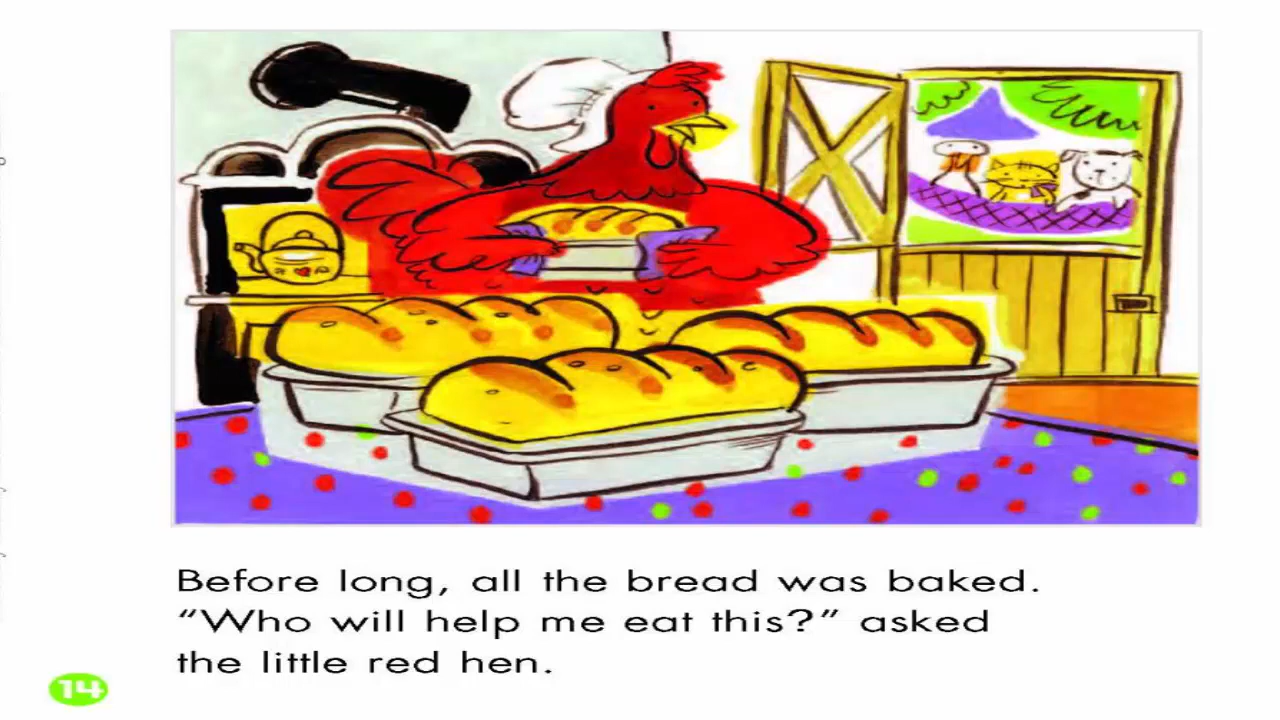 Before long, all the bread was baked.
“Who will help me eat this?” asked
the little red hen.
14